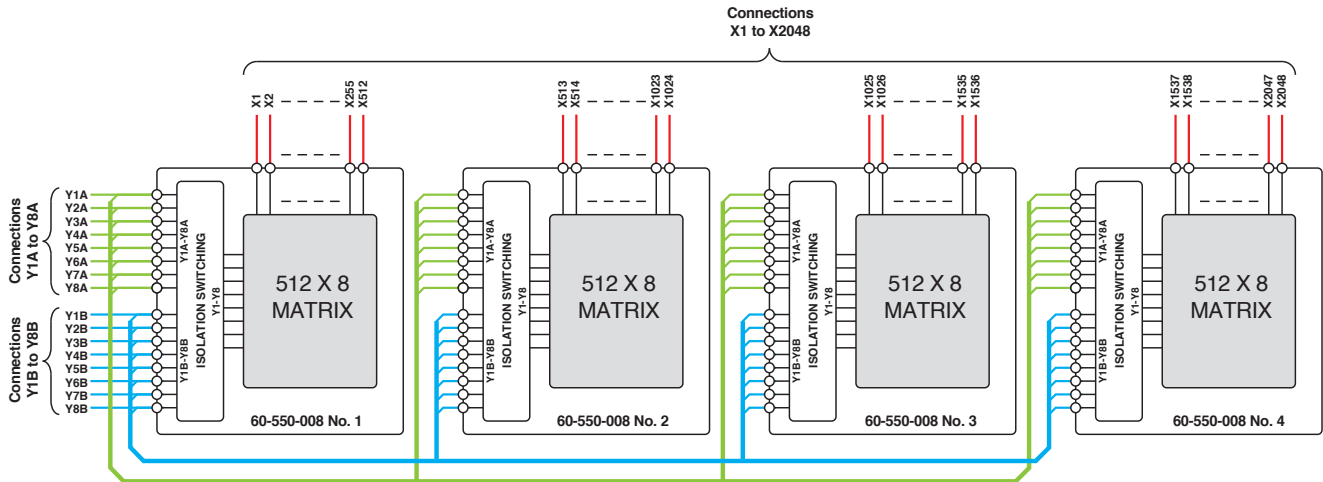 Connections
X1 to X2048
X1
X2
X255
X512
X513
X514
X1023
X1024
X1025
X1026
X1535
X1536
X1537
X1538
X2047
X2048
Connections
Y1A to Y8A
Y1A
Y2A
Y3A
Y4A
Y5A
Y6A
Y7A
Y8A
Connections
Y1B to Y8B
Y1B
Y2B
Y3B
Y4B
Y5B
Y6B
Y7B
Y8B
Y1A-Y8A
Y1B-Y8B
ISOLATION SWITCHING
Y1-Y8
512 X 8
MATRIX
60-550-008 No. 1
Y1A-Y8A
Y1B-Y8B
ISOLATION SWITCHING
Y1-Y8
512 X 8
MATRIX
60-550-008 No. 2
Y1A-Y8A
Y1B-Y8B
ISOLATION SWITCHING
Y1-Y8
512 X 8
MATRIX
60-550-008 No. 3
Y1A-Y8A
Y1B-Y8B
ISOLATION SWITCHING
Y1-Y8
512 X 8
MATRIX
60-550-008 No. 4